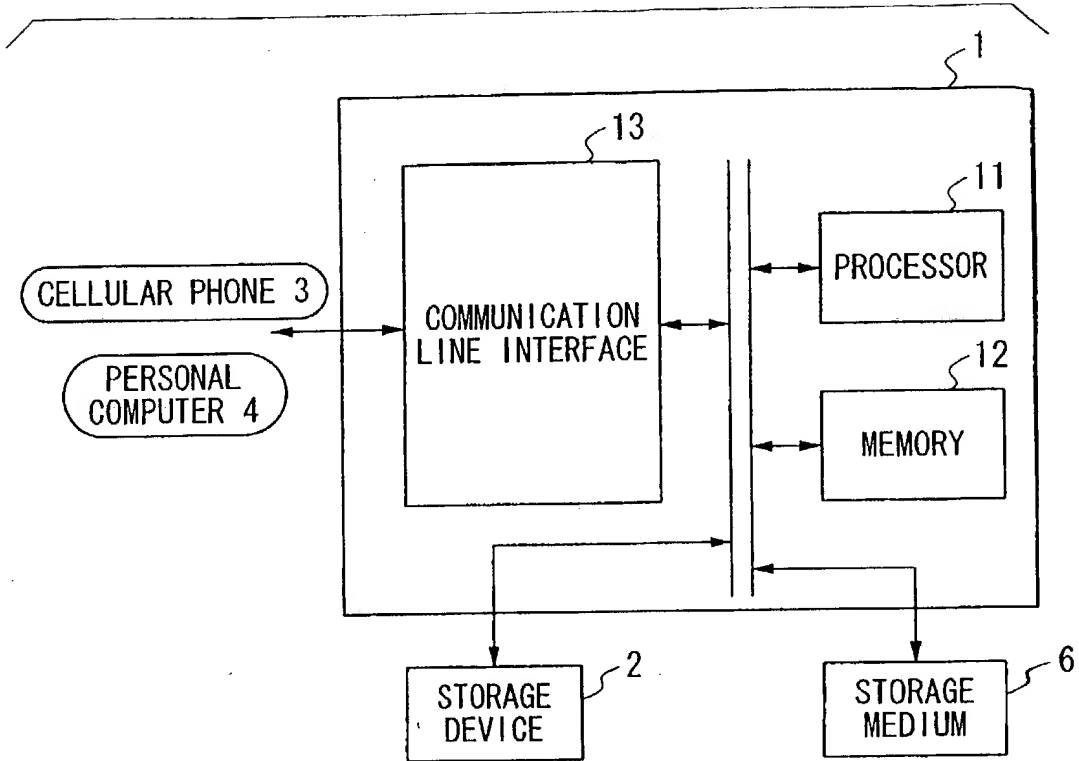 1
13
11
PROCESSOR
CELLULAR PHONE 3
COMMUNICATION
LINE INTERFACE
PERSONAL
COMPUTER 4
12
MEMORY
2
STORAGE
DEVICE
6
STORAGE
MEDIUM